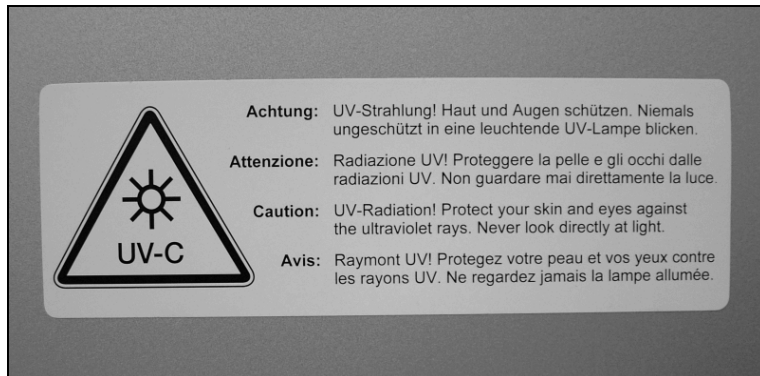 UV-C
Achtung: UV-Strahlung! Haut und Augen schützen. Niemals
ungeschützt in eine leuchtende UV-Lampe blicken.
Attenzione: Radiazione UV! Proteggere la pelle e gli occhi dalle
radiazioni UV. Non guardare mai direttamente la luce.
Caution: UV-Radiation! Protect your skin and eyes against
the ultraviolet rays. Never look directly at light.
Avis: Raymont UV! Protegez votre peau et vos yeux contre
les rayons UV. Ne regardez jamais la lampe allumée.